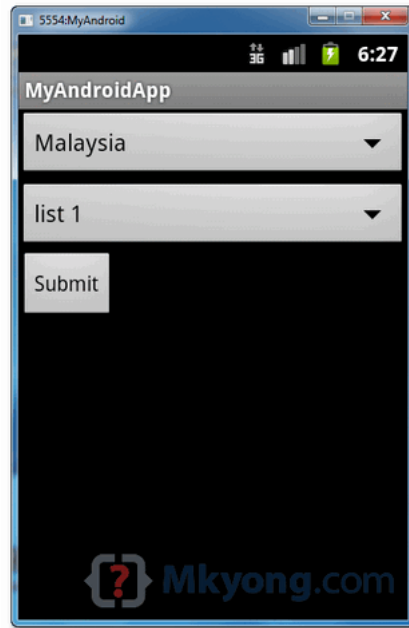 5554:MyAndroid
3G 6:27
MyAndroidApp
Malaysia
list 1
Submit
{?} Mkyong.com